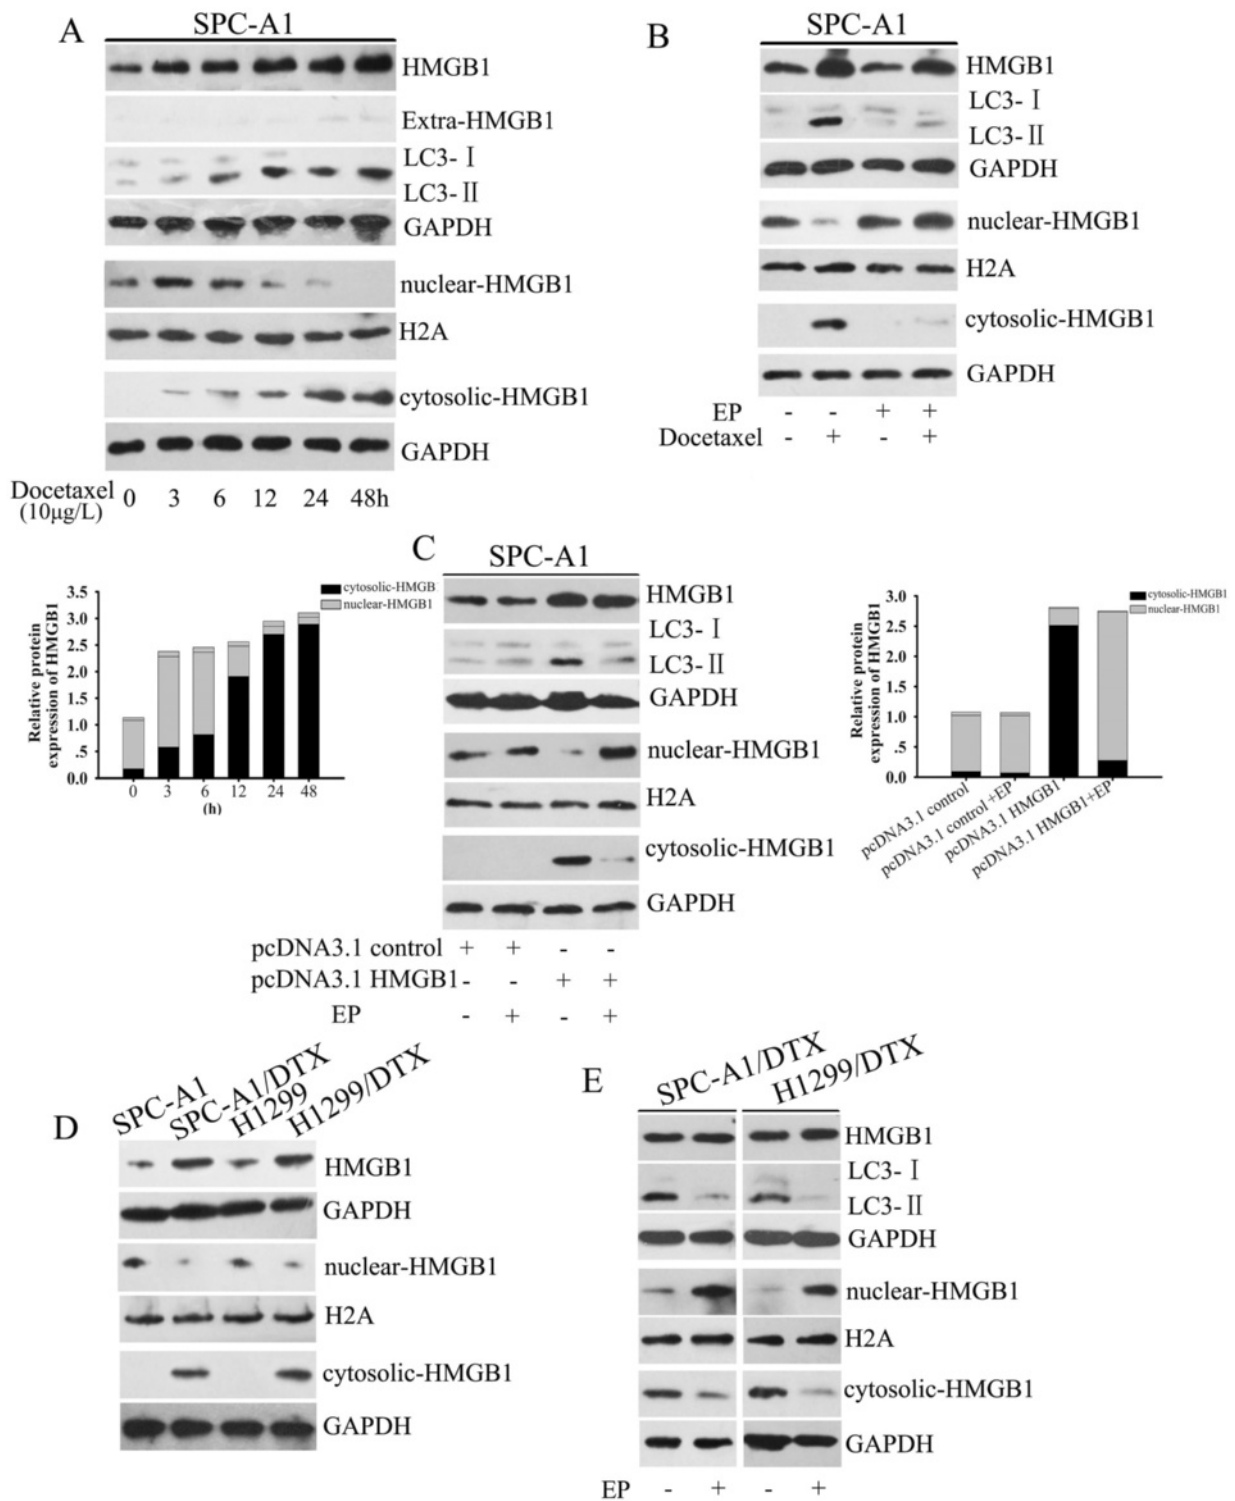 A
SPC-A1
HMGB1
Extra-HMGB1
LC3-Ⅰ
LC3-Ⅱ
GAPDH
nuclear-HMGB1
H2A
cytosolic-HMGB1
GAPDH
Docetaxel 0 3 6 12 24 48h
(10μg/L)
3.5
3.0
2.5
2.0
1.5
1.0
.5
0.0
Relative protein
expression of HMGB1
cytosolic-HMGB
nuclear-HMGB1
0 3 6 12 24 48
(h)
B
SPC-A1
HMGB1
LC3-Ⅰ
LC3-Ⅱ
GAPDH
nuclear-HMGB1
H2A
cytosolic-HMGB1
GAPDH
EP - - + +
Docetaxel - + - +
C
SPC-A1
HMGB1
LC3-Ⅰ
LC3-Ⅱ
GAPDH
nuclear-HMGB1
H2A
cytosolic-HMGB1
GAPDH
pcDNA3.1 control + + - -
pcDNA3.1 HMGB1 - - + +
EP - + - +
3.0
2.5
2.0
1.5
1.0
.5
0.0
Relative protein
expression of HMGB1
cytosolic-HMGB1
nuclear-HMGB1
pcDNA3.1 control
pcDNA3.1 control +EP
pcDNA3.1 HMGB1
pcDNA3.1 HMGB1+EP
D
SPC-A1
SPC-A1/DTX
H1299
H1299/DTX
HMGB1
GAPDH
nuclear-HMGB1
H2A
cytosolic-HMGB1
GAPDH
E
SPC-A1/DTX
H1299/DTX
HMGB1
LC3-Ⅰ
LC3-Ⅱ
GAPDH
nuclear-HMGB1
H2A
cytosolic-HMGB1
GAPDH
EP - + - +